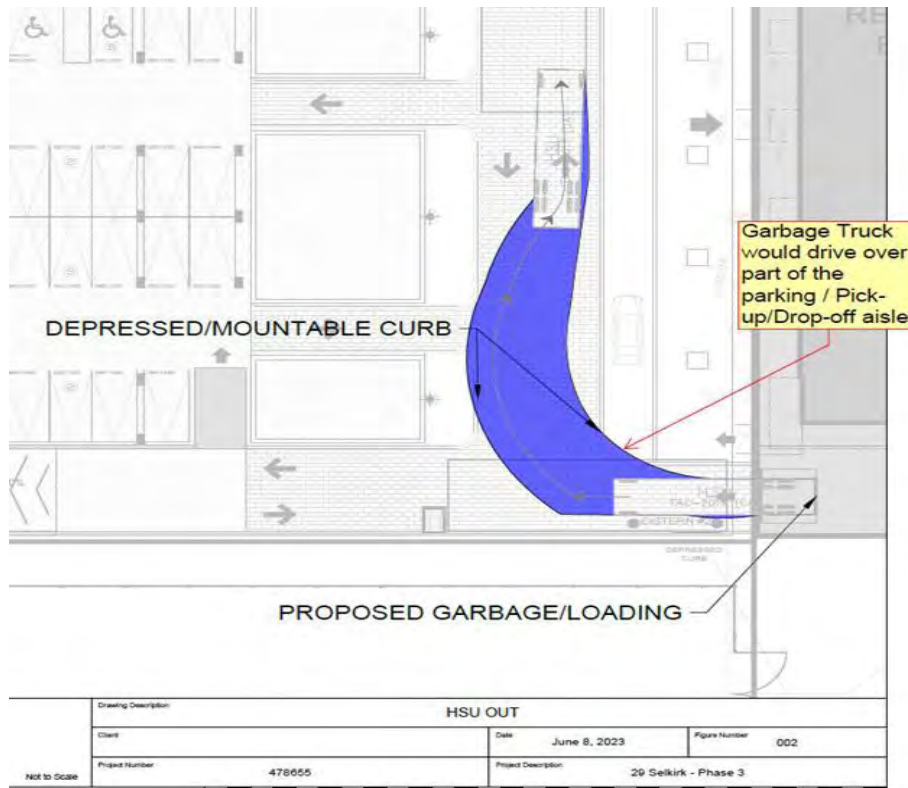 RE
Garbage Truck
would drive over
part of the
parking / Pick-
up/Drop-off aisle
DEPRESSED/MOUNTABLE CURB
CISTERN
DEPRESSED
CURB
PROPOSED GARBAGE/LOADING
Drawing Description
HSU OUT
Client
Date
June 8, 2023
Figure Number
002
Not to Scale
Project Number
478655
Project Description
29 Selkirk - Phase 3